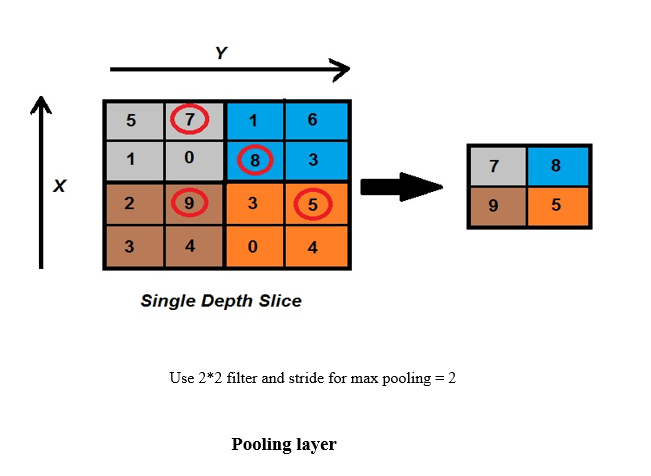 Y
X
5 7 1 6
1 0 8 3
2 9 3 5
3 4 0 4
7 8
9 5
Single Depth Slice
Use 2*2 filter and stride for max pooling = 2
Pooling layer